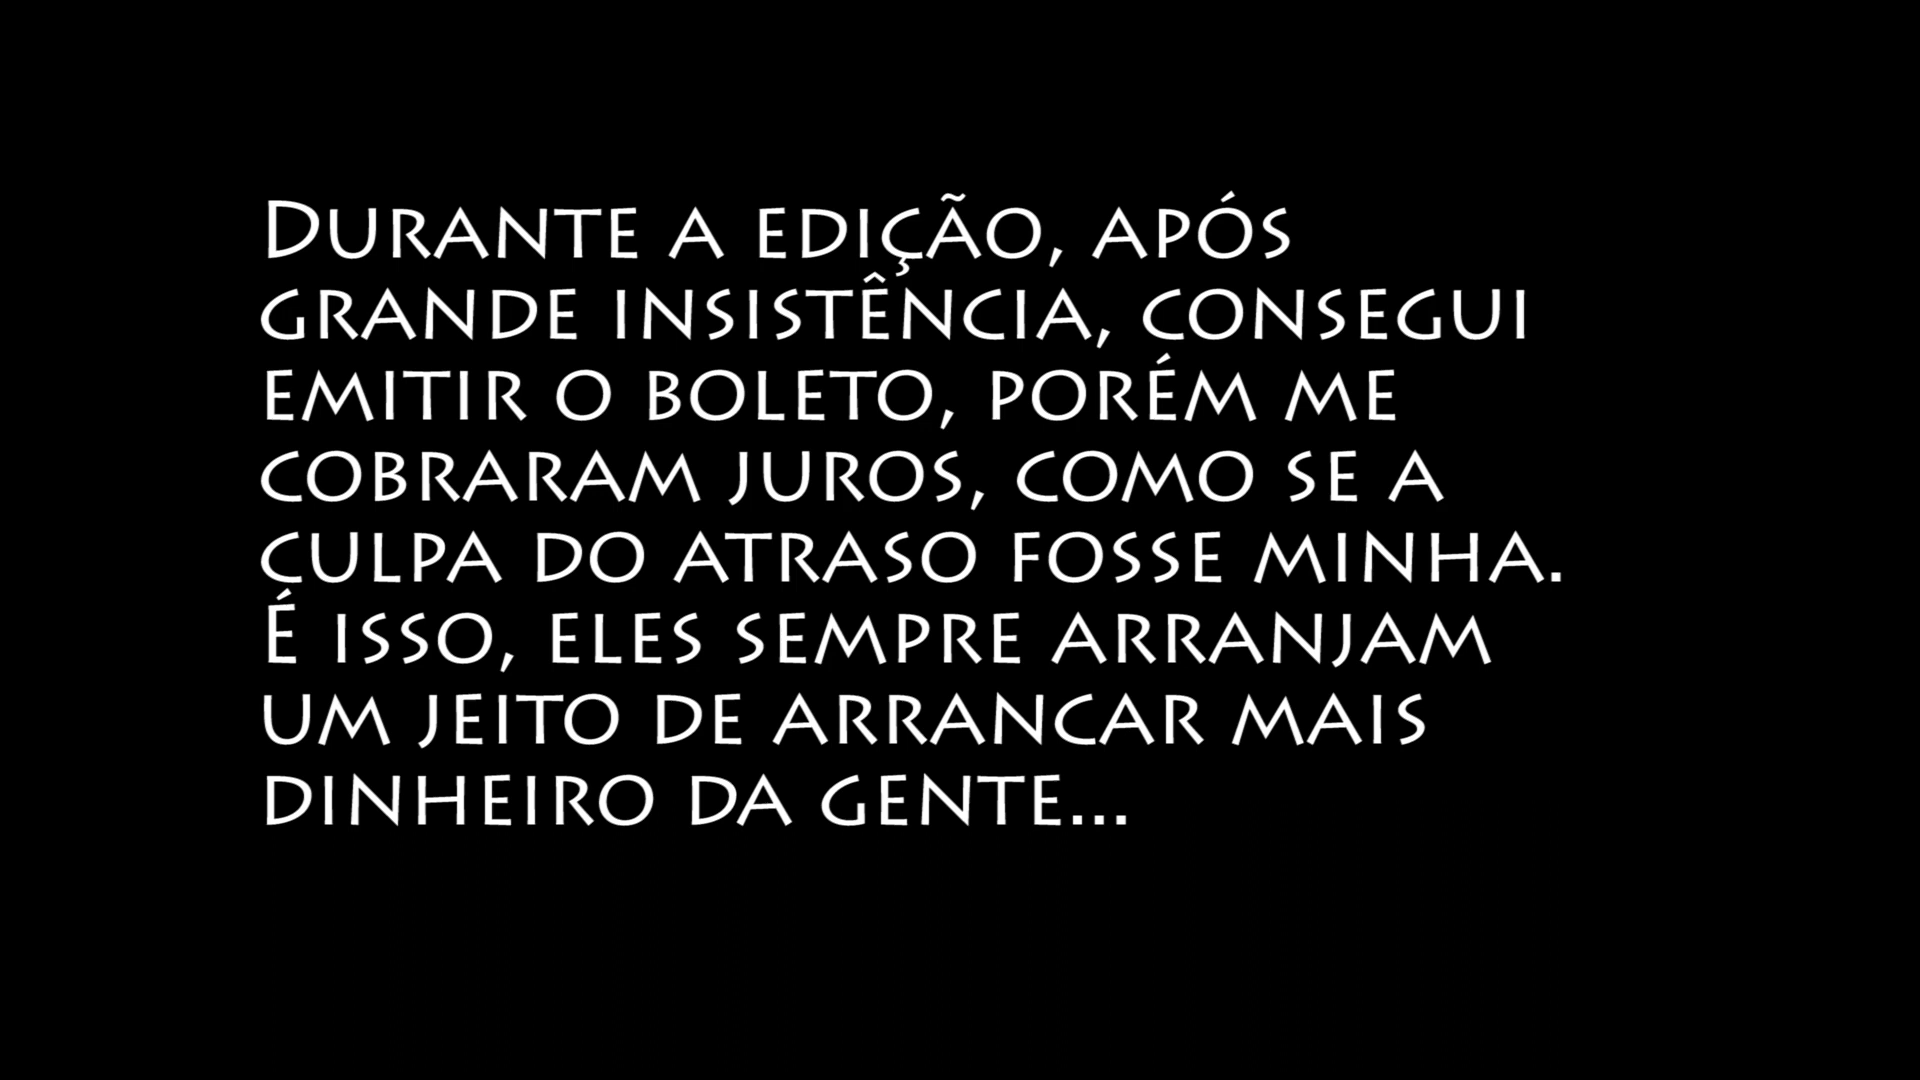 Durante a edição, após
grande insistência, consegui
emitir o boleto, porém me
cobraram juros, como se a
culpa do atraso fosse minha.
É isso, eles sempre arranjam
um jeito de arrancar mais
dinheiro da gente...